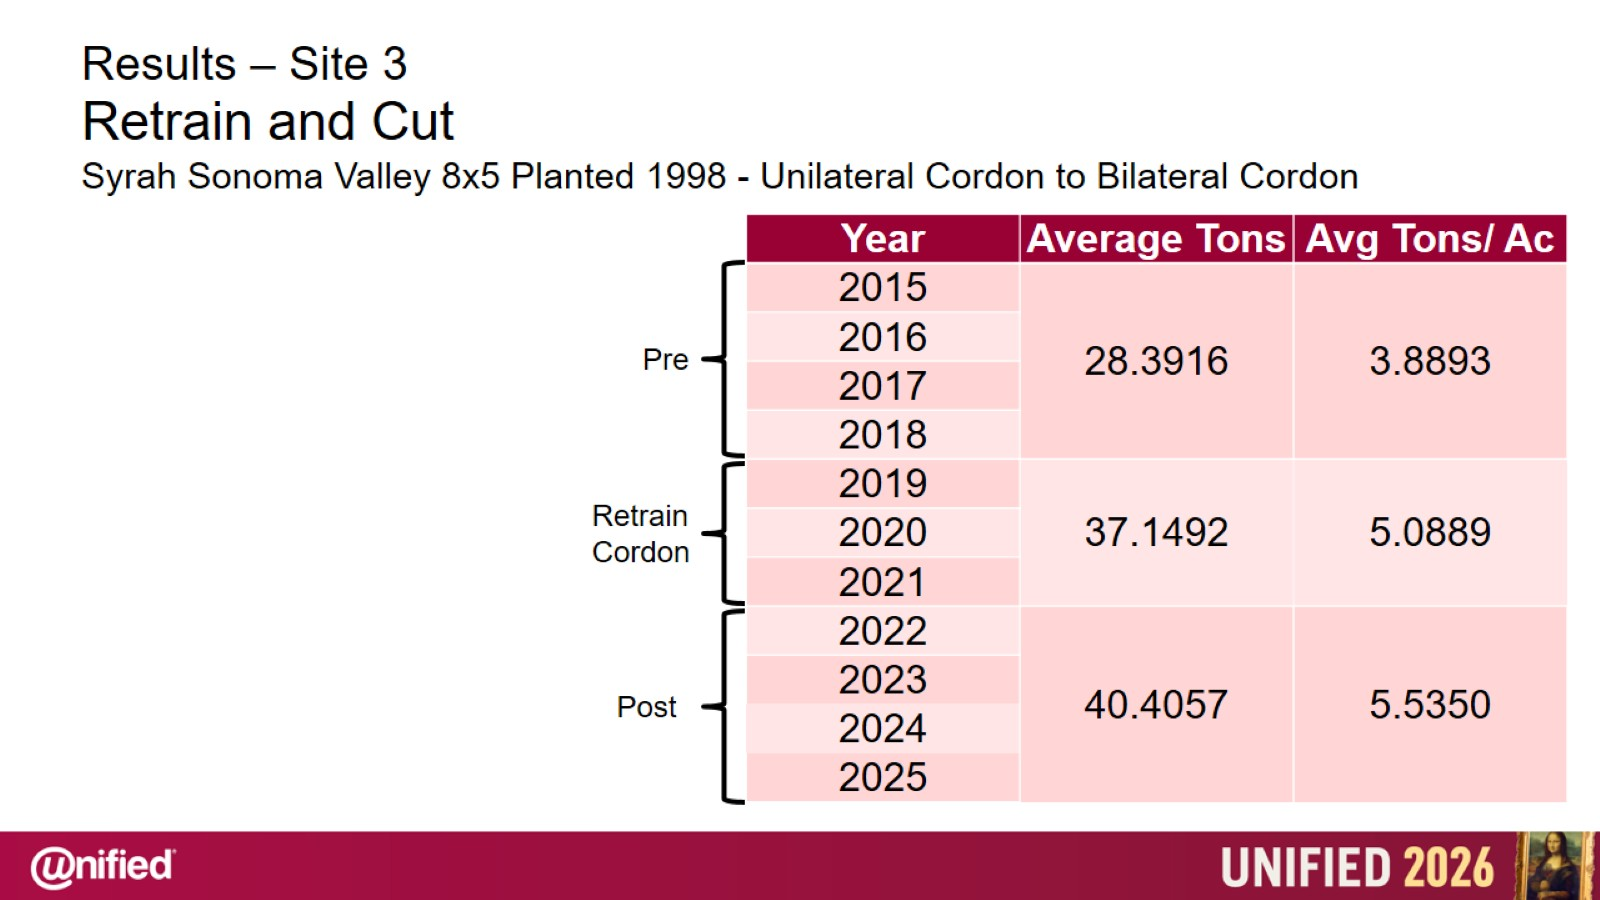 Results – Site 3
Retrain and Cut
Syrah Sonoma Valley 8x5 Planted 1998 - Unilateral Cordon to Bilateral Cordon
Year Average Tons Avg Tons/ Ac
Pre
2015
2016
2017
2018
28.3916 3.8893
Retrain
Cordon
2019
2020
2021
37.1492 5.0889
Post
2022
2023
2024
2025
40.4057 5.5350
unified
UNIFIED 2026